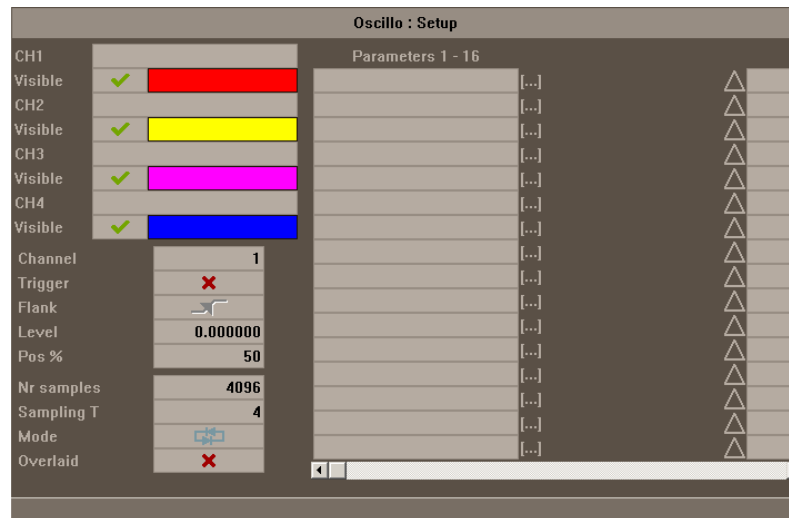 Oscillo : Setup
CH1
Parameters 1 - 16
Visible
[...]
CH2
[...]
Visible
[...]
CH3
[...]
Visible
[...]
CH4
[...]
Visible
[...]
[...]
Channel 1
[...]
Trigger
[...]
Flank
[...]
Level 0.000000
[...]
Pos % 50
[...]
Nr samples 4096
[...]
Sampling T 4
[...]
Mode
[...]
Overlaid
[...]